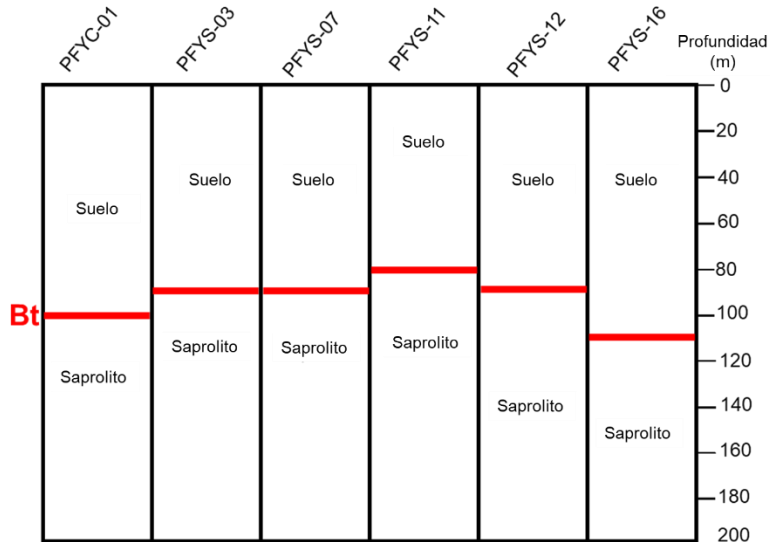 PFYC-01
PFYS-03
PFYS-07
PFYS-11
PFYS-12
PFYS-16
Profundidad
(m)
0
20
40
60
80
100
120
140
160
180
200
Suelo
Suelo
Suelo
Suelo
Suelo
Suelo
Bt
Saprolito
Saprolito
Saprolito
Saprolito
Saprolito
Saprolito